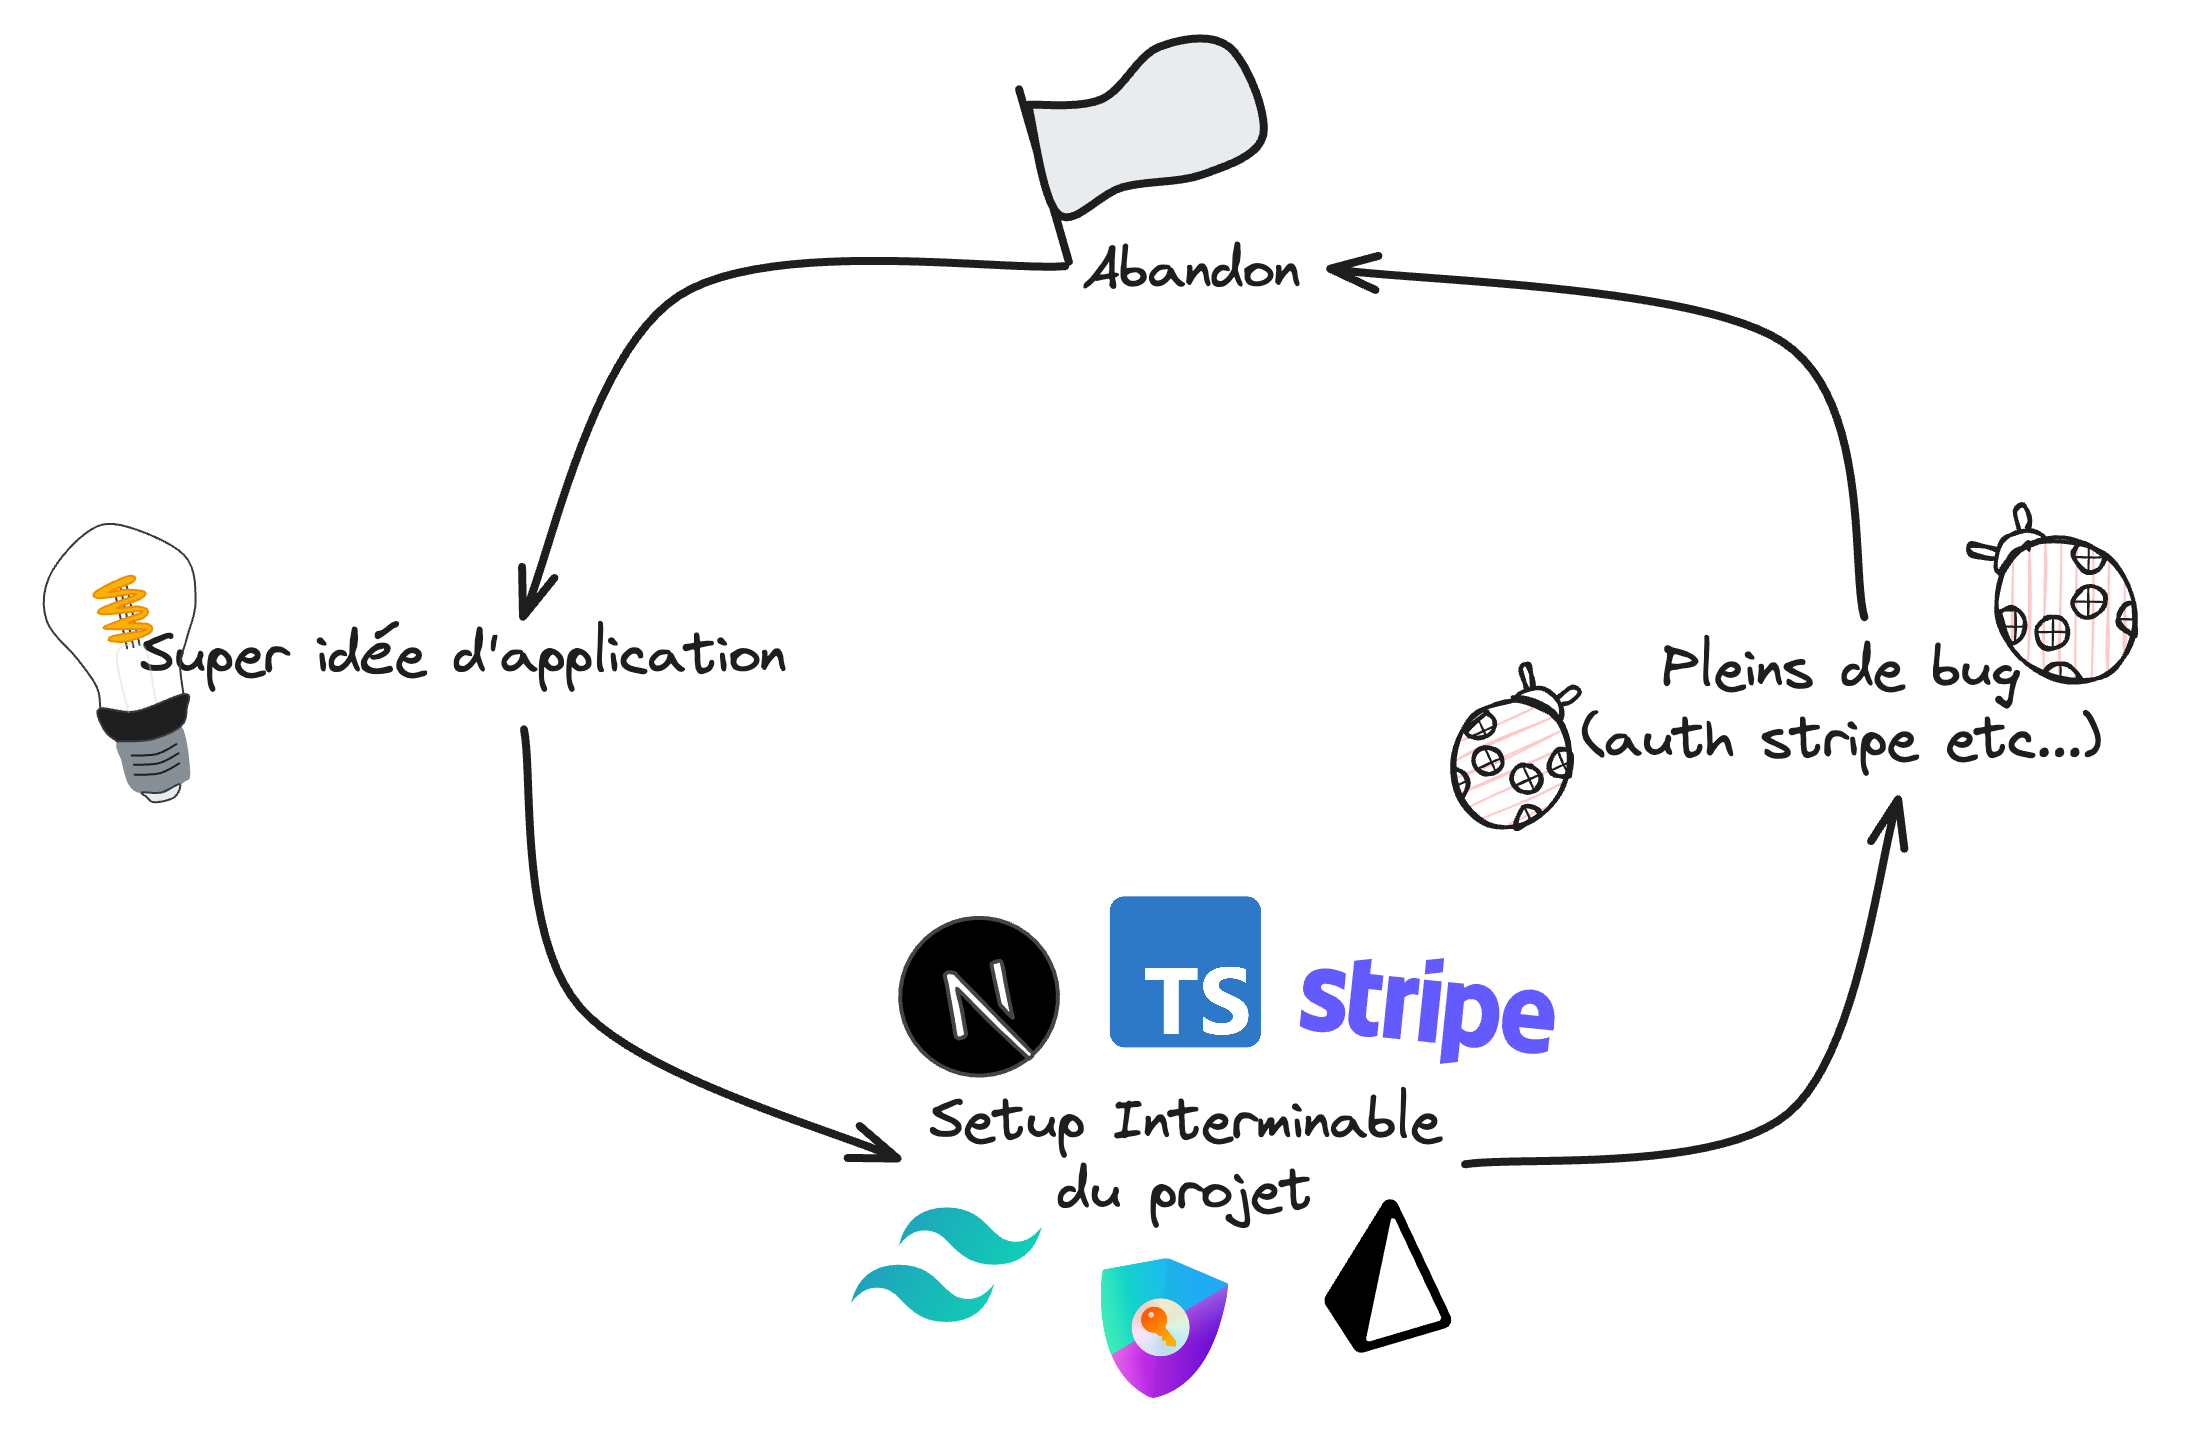 Abandon
Super idée d'application
Pleins de bug
(auth stripe etc...)
TS
stripe
Setup Interminable
du projet